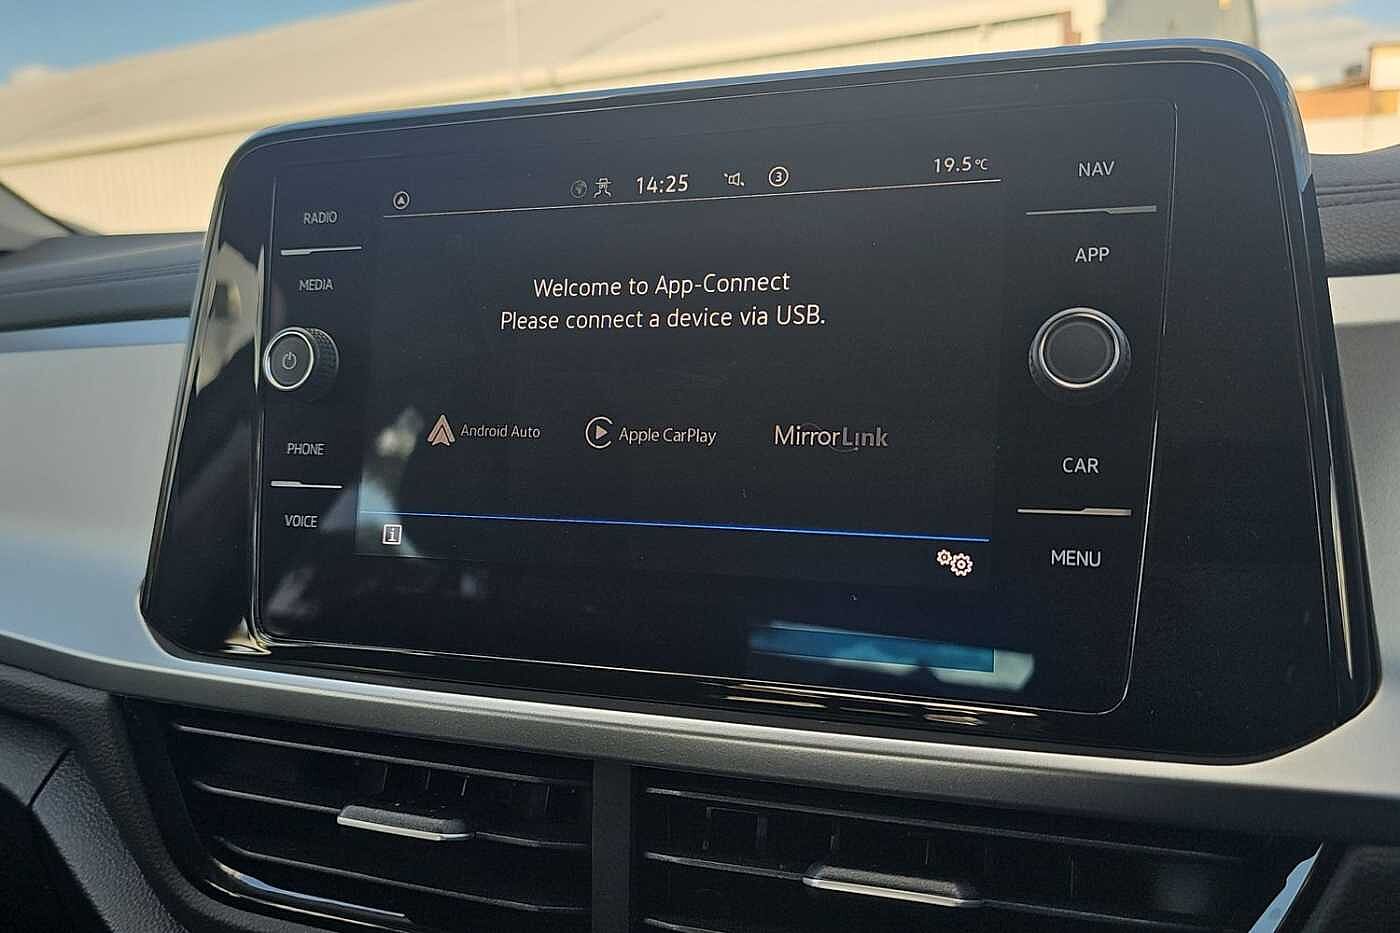 RADIO
MEDIA
PHONE
VOICE
14:25
3
19.5°C
Welcome to App-Connect
Please connect a device via USB.
Android Auto
Apple CarPlay
MirrorLink
i
NAV
APP
CAR
MENU